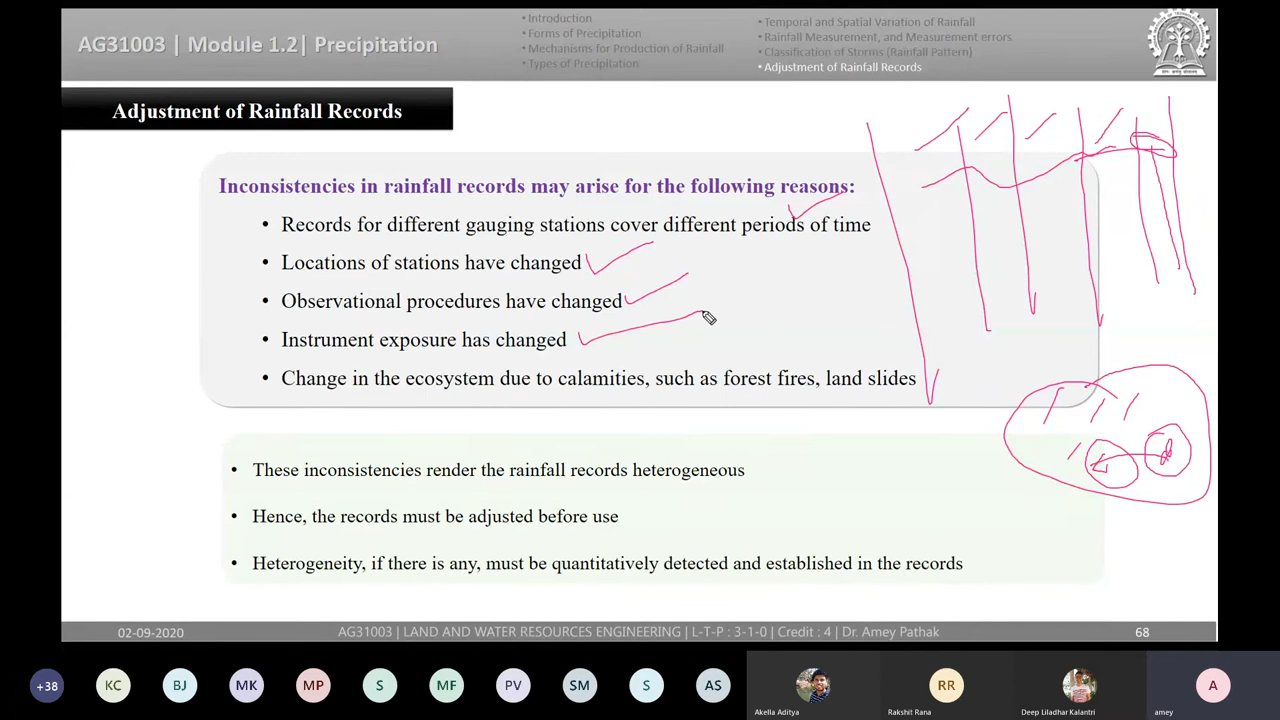 AG31003 | Module 1.2| Precipitation
•Introduction
•Forms of Precipitation
•Mechanisms for Production of Rainfall
•Types of Precipitation
•Temporal and Spatial Variation of Rainfall
•Rainfall Measurement, and Measurement errors
•Classification of Storms (Rainfall Pattern)
•Adjustment of Rainfall Records
Adjustment of Rainfall Records
Inconsistencies in rainfall records may arise for the following reasons:
• Records for different gauging stations cover different periods of time
• Locations of stations have changed
• Observational procedures have changed
• Instrument exposure has changed
• Change in the ecosystem due to calamities, such as forest fires, land slides
• These inconsistencies render the rainfall records heterogeneous
• Hence, the records must be adjusted before use
• Heterogeneity, if there is any, must be quantitatively detected and established in the records
02-09-2020
AG31003 | LAND AND WATER RESOURCES ENGINEERING | L-T-P : 3-1-0 | Credit : 4 | Dr. Amey Pathak
68
+38
KC
BJ
MK
MP
S
MF
PV
SM
S
AS
RR
A
Akella Aditya
Rakshit Rana
Deep Liladhar Kalantri
amey